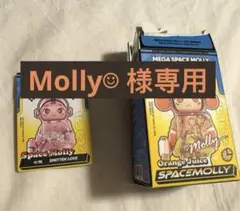 MEGA SPACE MOLLY
Molly☺ 様専用
Space Molly
SMITTEN LOVE
Molly
Orange Juice
SPACEMOLLY